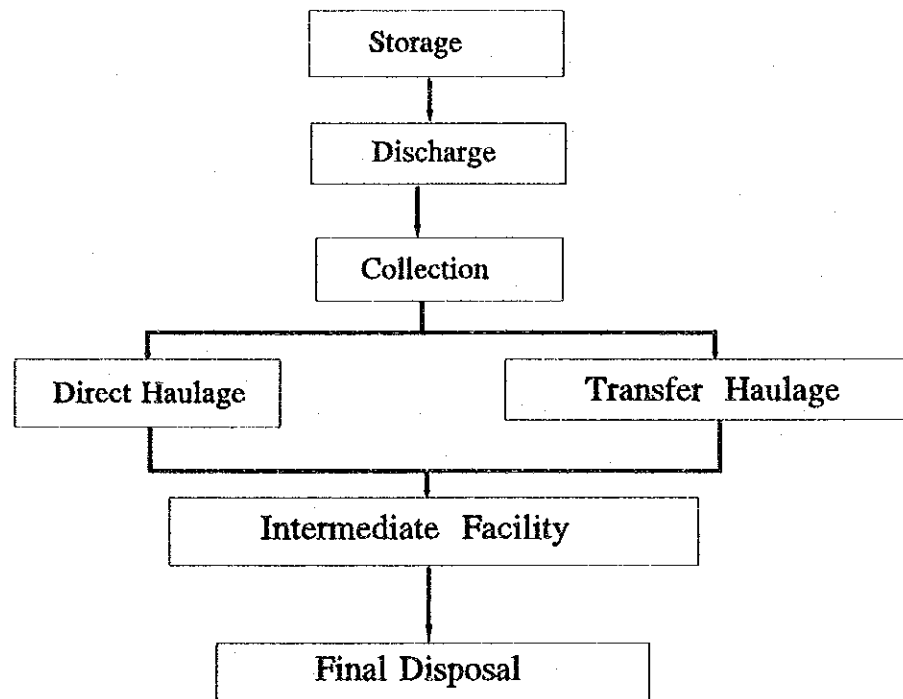 Storage
Discharge
Collection
Direct Haulage
Transfer Haulage
Intermediate Facility
Final Disposal